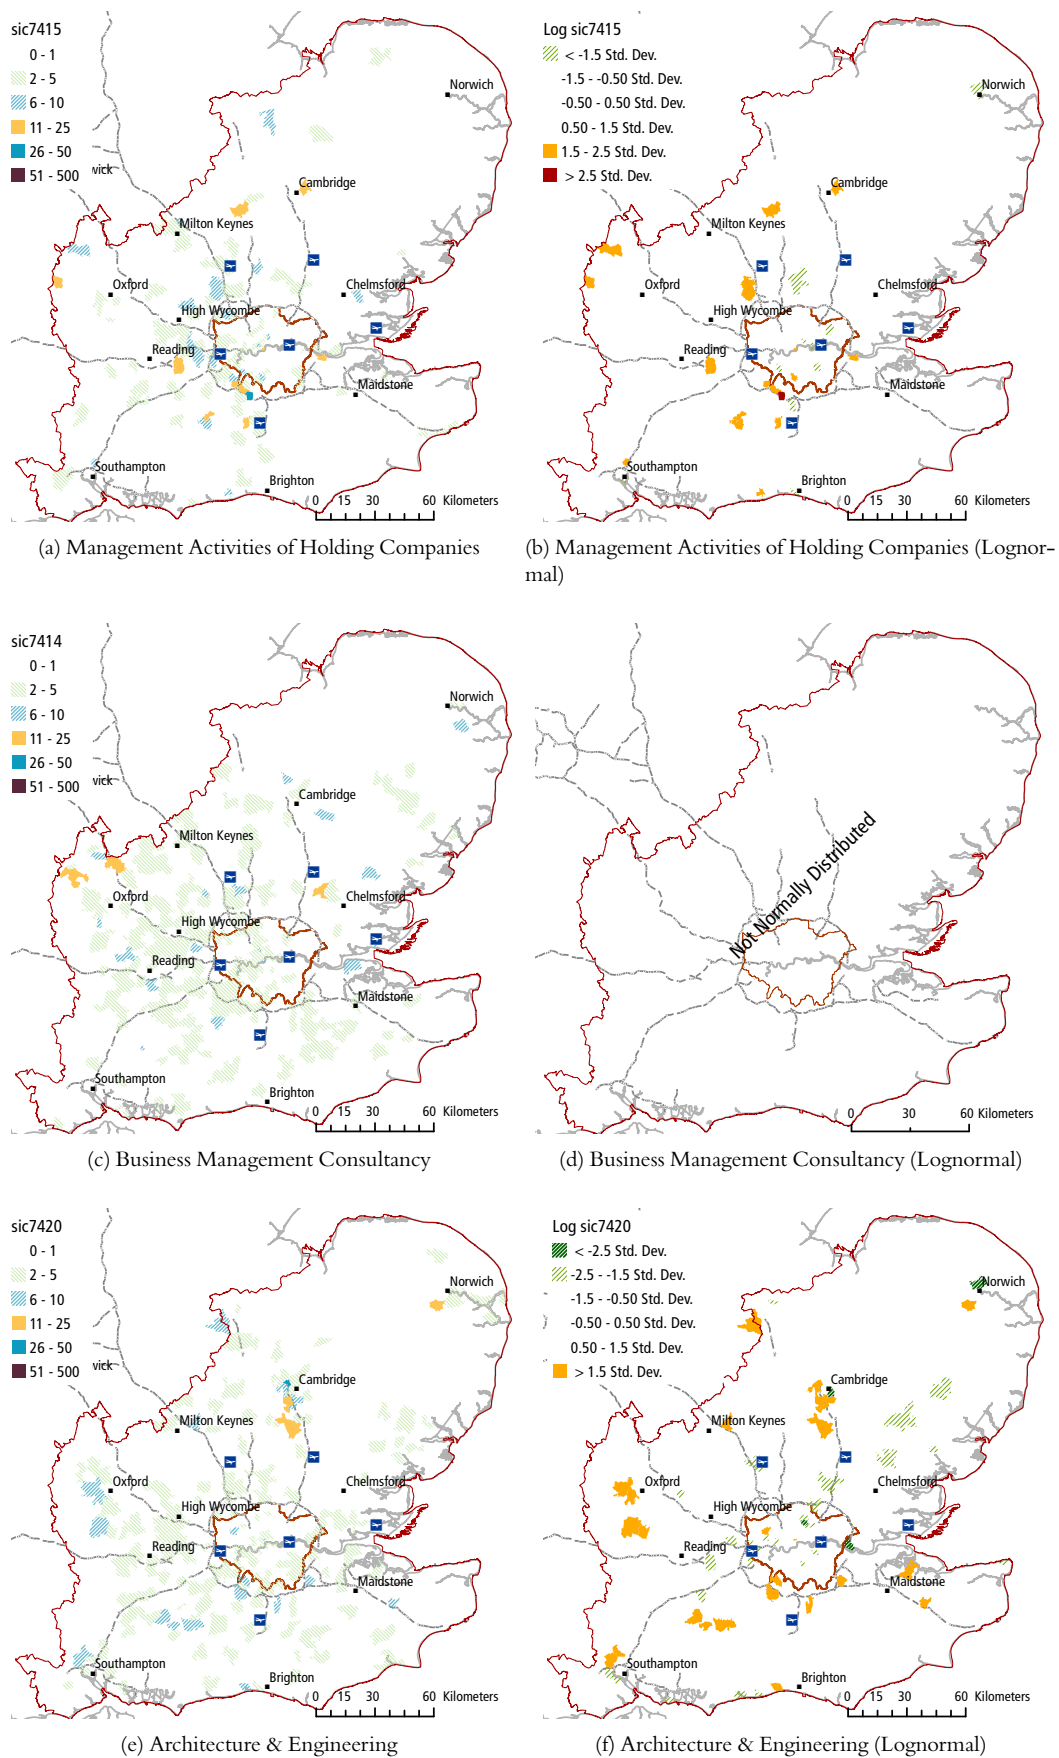 sic7415
0 - 1
2 - 5
6 - 10
11 - 25
26 - 50
51 - 500
wick
Norwich
Cambridge
Milton Keynes
Oxford
Chelmsford
High Wycombe
Reading
Maidstone
Southampton
Brighton
0 15 30 60 Kilometers
(a) Management Activities of Holding Companies
Log sic7415
< -1.5 Std. Dev.
-1.5 - -0.50 Std. Dev.
-0.50 - 0.50 Std. Dev.
0.50 - 1.5 Std. Dev.
1.5 - 2.5 Std. Dev.
> 2.5 Std. Dev.
Norwich
Cambridge
Milton Keynes
Oxford
Chelmsford
High Wycombe
Reading
Maidstone
Southampton
Brighton
0 15 30 60 Kilometers
(b) Management Activities of Holding Companies (Lognor-
mal)
sic7414
0 - 1
2 - 5
6 - 10
11 - 25
26 - 50
51 - 500
wick
Norwich
Cambridge
Milton Keynes
Oxford
Chelmsford
High Wycombe
Reading
Maidstone
Southampton
Brighton
0 15 30 60 Kilometers
(c) Business Management Consultancy
Not Normally Distributed
0 30 60 Kilometers
(d) Business Management Consultancy (Lognormal)
sic7420
0 - 1
2 - 5
6 - 10
11 - 25
26 - 50
51 - 500
wick
Norwich
Cambridge
Milton Keynes
Oxford
Chelmsford
High Wycombe
Reading
Maidstone
Southampton
Brighton
0 15 30 60 Kilometers
(e) Architecture & Engineering
Log sic7420
< -2.5 Std. Dev.
-2.5 - -1.5 Std. Dev.
-1.5 - -0.50 Std. Dev.
-0.50 - 0.50 Std. Dev.
0.50 - 1.5 Std. Dev.
> 1.5 Std. Dev.
Norwich
Cambridge
Milton Keynes
Oxford
Chelmsford
High Wycombe
Reading
Maidstone
Southampton
Brighton
0 15 30 60 Kilometers
(f) Architecture & Engineering (Lognormal)